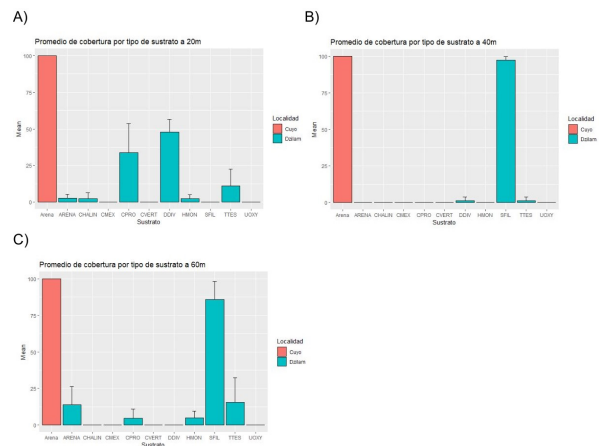 A)
Promedio de cobertura por tipo de sustrato a 20m
Mean
100
75
50
25
0
Arena ARENA CHALIN CMEX CPRO CVERT DDIV HMON SFIL TTES UOXY
Sustrato
Localidad
Cuyo
Dzilam
B)
Promedio de cobertura por tipo de sustrato a 40m
Mean
100
75
50
25
0
Arena ARENA CHALIN CMEX CPRO CVERT DDIV HMON SFIL TTES UOXY
Sustrato
Localidad
Cuyo
Dzilam
C)
Promedio de cobertura por tipo de sustrato a 60m
Mean
100
75
50
25
0
Arena ARENA CHALIN CMEX CPRO CVERT DDIV HMON SFIL TTES UOXY
Sustrato
Localidad
Cuyo
Dzilam